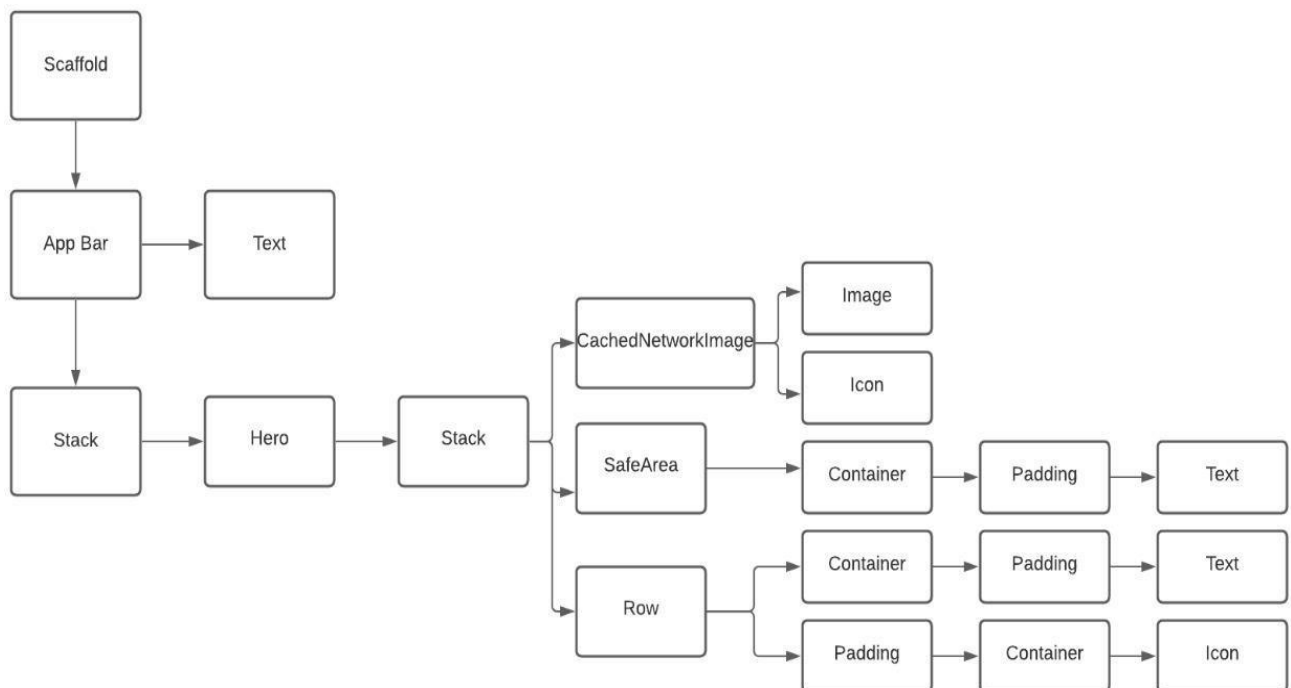 Scaffold
App Bar
Text
Image
CachedNetworkImage
Icon
Stack
Hero
Stack
SafeArea
Container
Padding
Text
Container
Padding
Text
Row
Padding
Container
Icon